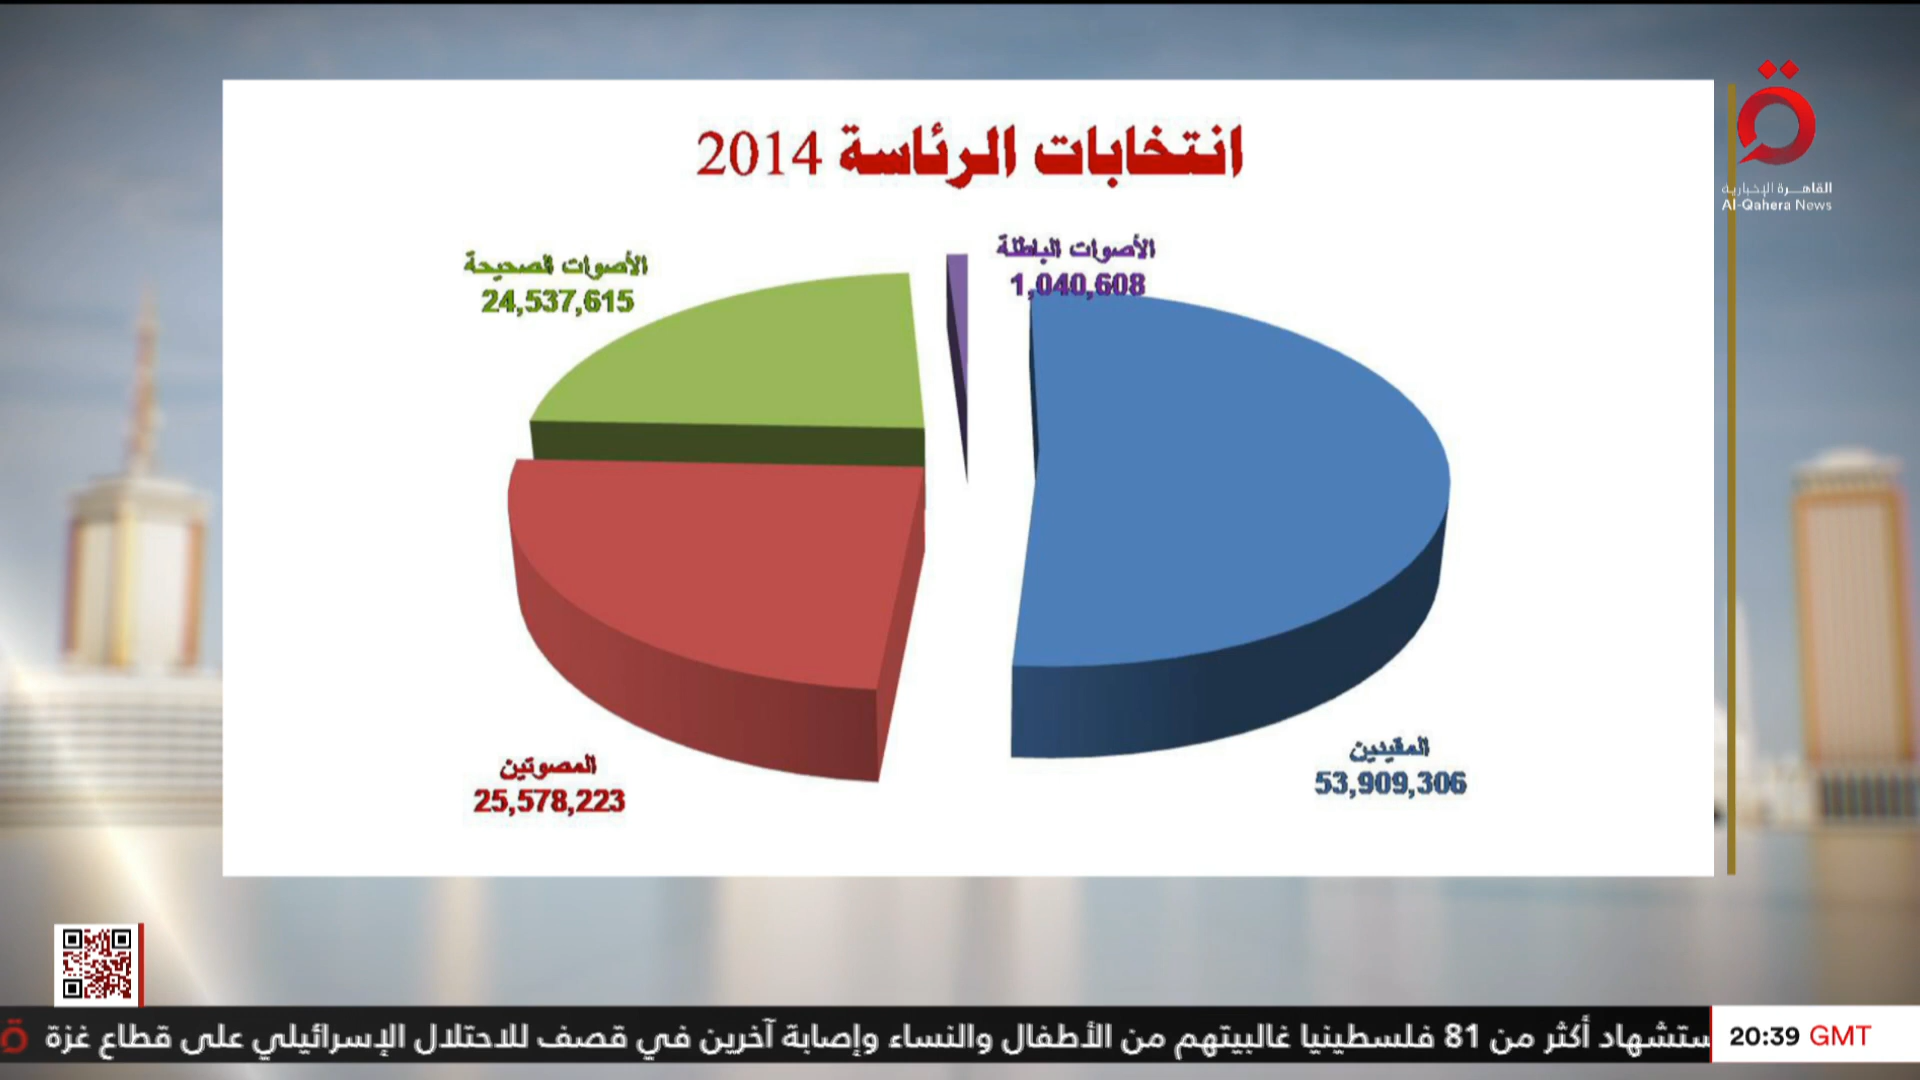 انتخابات الرئاسة 2014
القاهرة الإخبارية
Al-Qahera News
الأصوات الباطلة
1,040,608
الأصوات الصحيحة
24,537,615
المقيدين
53,909,306
المصوتين
25,578,223
ستشهاد أكثر من 81 فلسطينيا غالبيتهم من الأطفال والنساء وإصابة آخرين في قصف للاحتلال الإسرائيلي على قطاع غزة
20:39 GMT